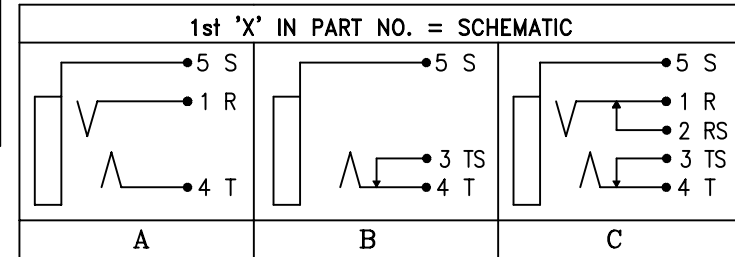 1st 'X' IN PART NO. = SCHEMATIC
5 S
1 R
4 T
A
5 S
3 TS
4 T
B
5 S
1 R
2 RS
3 TS
4 T
C